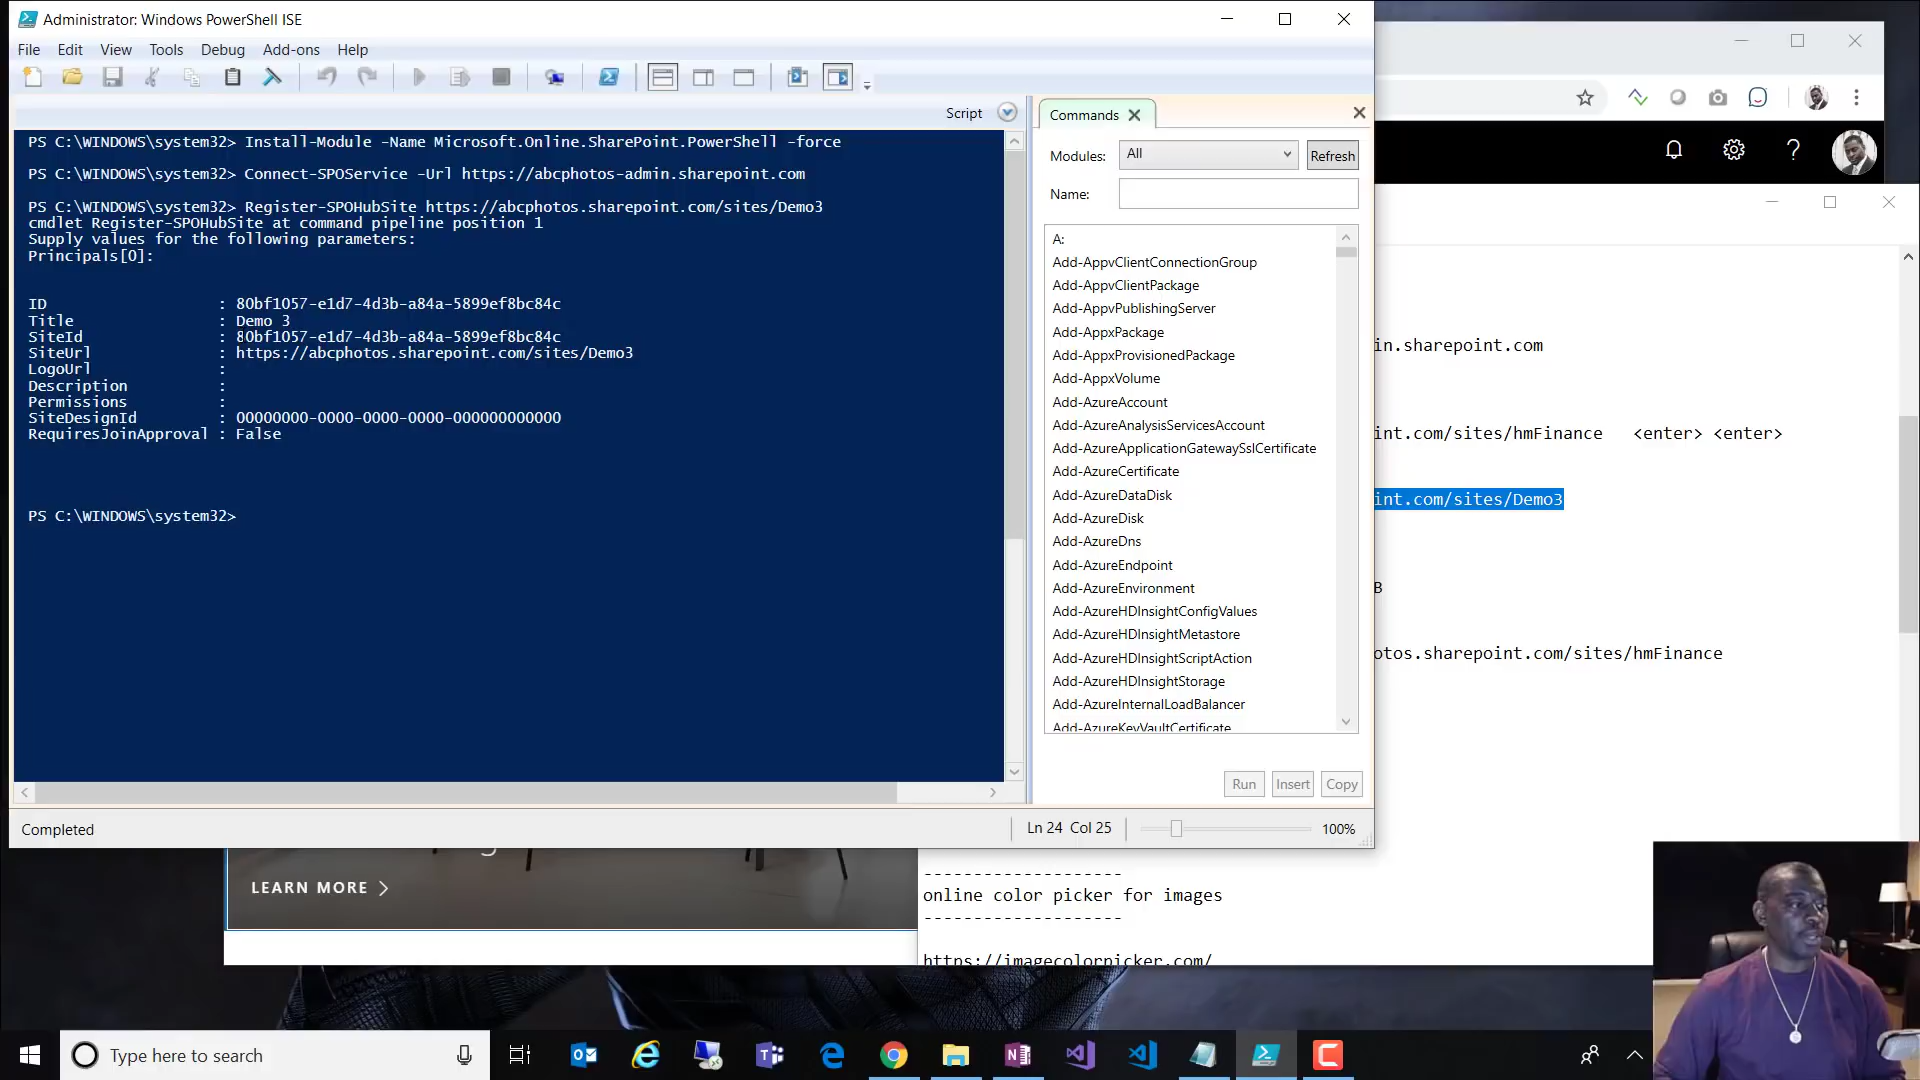 Administrator: Windows PowerShell ISE
File Edit View Tools Debug Add-ons Help
Script
PS C:\WINDOWS\system32> Install-Module -Name Microsoft.Online.SharePoint.PowerShell -force
PS C:\WINDOWS\system32> Connect-SPOService -Url https://abcphotos-admin.sharepoint.com
PS C:\WINDOWS\system32> Register-SPOHubSite https://abcphotos.sharepoint.com/sites/Demo3
cmdlet Register-SPOHubSite at command pipeline position 1
Supply values for the following parameters:
Principals[0]:
ID : 80bf1057-e1d7-4d3b-a84a-5899ef8bc84c
Title : Demo 3
SiteId : 80bf1057-e1d7-4d3b-a84a-5899ef8bc84c
SiteUrl : https://abcphotos.sharepoint.com/sites/Demo3
LogoUrl :
Description :
Permissions :
SiteDesignId : 00000000-0000-0000-0000-000000000000
RequiresJoinApproval : False
PS C:\WINDOWS\system32>
Completed
Ln 24 Col 25
100%
Commands
Modules: All Refresh
Name:
A:
Add-AppvClientConnectionGroup
Add-AppvClientPackage
Add-AppvPublishingServer
Add-AppxPackage
Add-AppxProvisionedPackage
Add-AppxVolume
Add-AzureAccount
Add-AzureAnalysisServicesAccount
Add-AzureApplicationGatewaySslCertificate
Add-AzureCertificate
Add-AzureDataDisk
Add-AzureDisk
Add-AzureDns
Add-AzureEndpoint
Add-AzureEnvironment
Add-AzureHDInsightConfigValues
Add-AzureHDInsightMetastore
Add-AzureHDInsightScriptAction
Add-AzureHDInsightStorage
Add-AzureInternalLoadBalancer
Add-AzureKeyVaultCertificate
Run Insert Copy
in.sharepoint.com
int.com/sites/hmFinance <enter> <enter>
int.com/sites/Demo3
B
otos.sharepoint.com/sites/hmFinance
LEARN MORE
--------------------
online color picker for images
--------------------
https://imagecolorpicker.com/
Type here to search